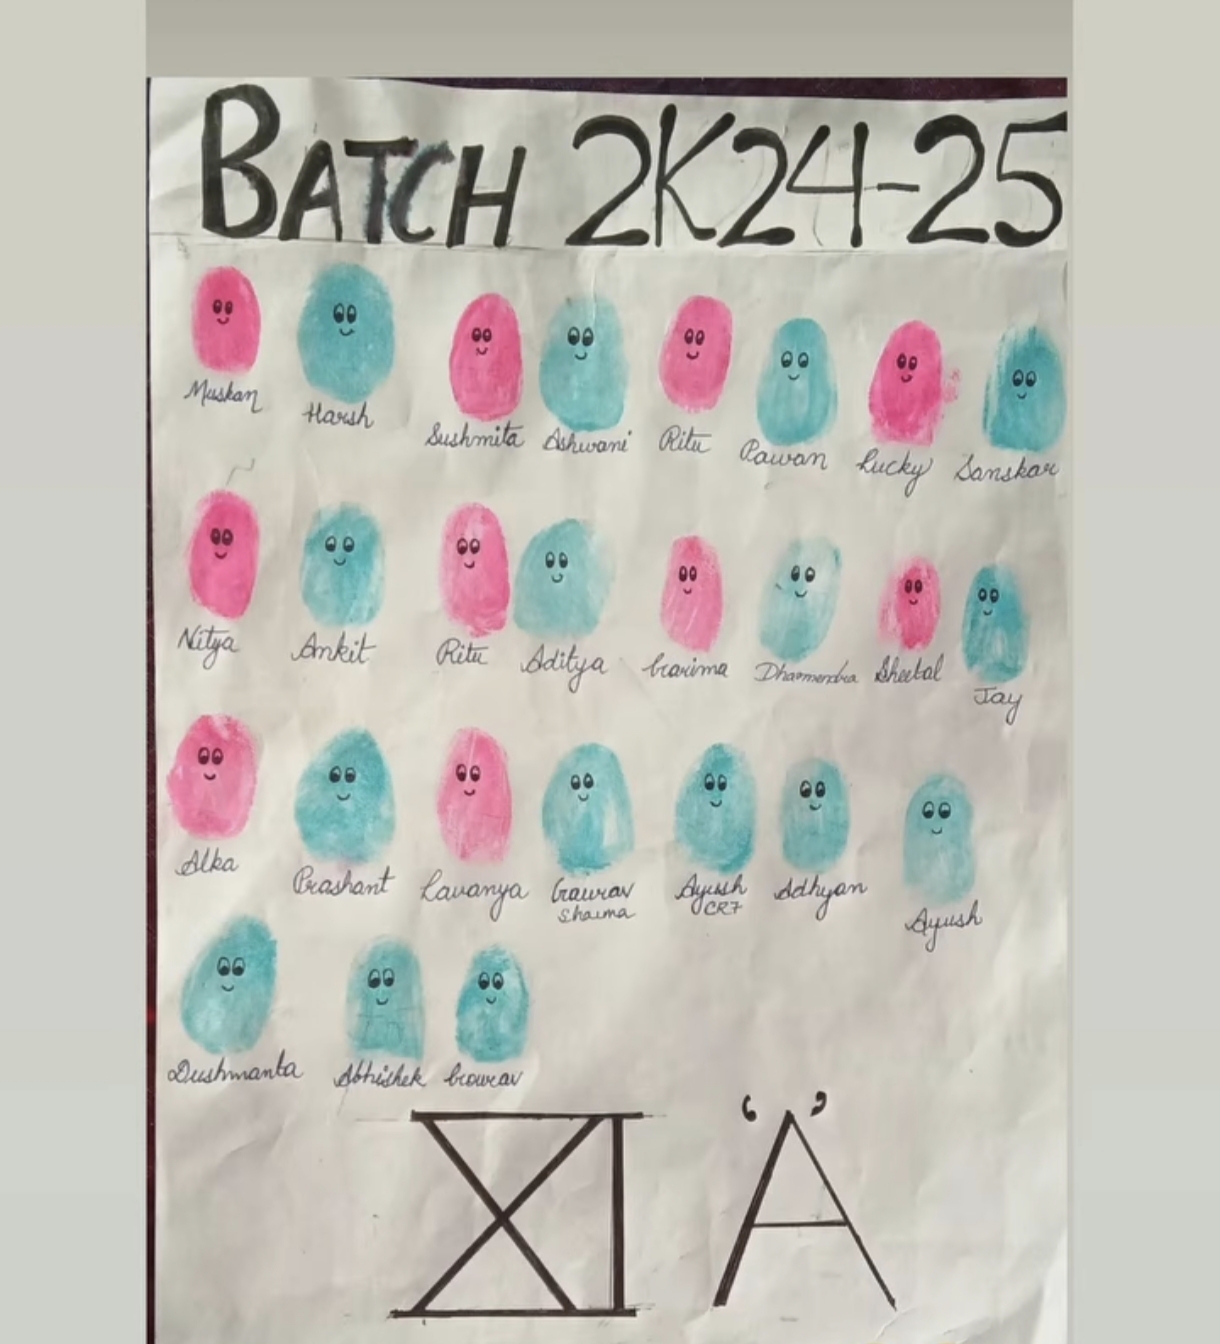 BATCH 2K24-25
Muskan Harsh Sushmita Ashwani Ritu Pawan Lucky Sanskar
Nitya Ankit Ritu Aditya Garima Dharmendra Sheetal Jay
Alka Prashant Lavanya Gaurav Sharma Ayush CR7 Adhyan Ayush
Dushmanta Abhishek Gourav
XI ‘A’